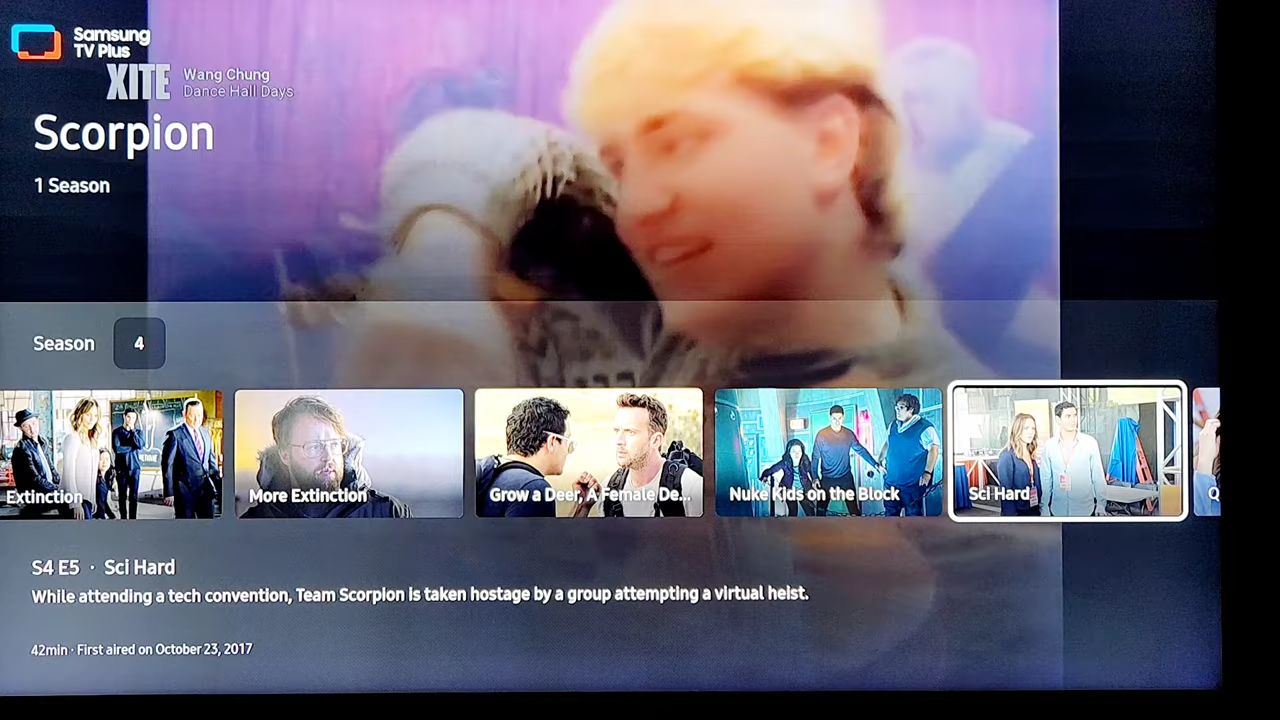 Samsung
TV Plus
XITE
Wang Chung
Dance Hall Days
Scorpion
1 Season
Season
4
Extinction
More Extinction
Grow a Deer, A Female De...
Nuke Kids on the Block
Sci Hard
Q
S4 E5 · Sci Hard
While attending a tech convention, Team Scorpion is taken hostage by a group attempting a virtual heist.
42min · First aired on October 23, 2017